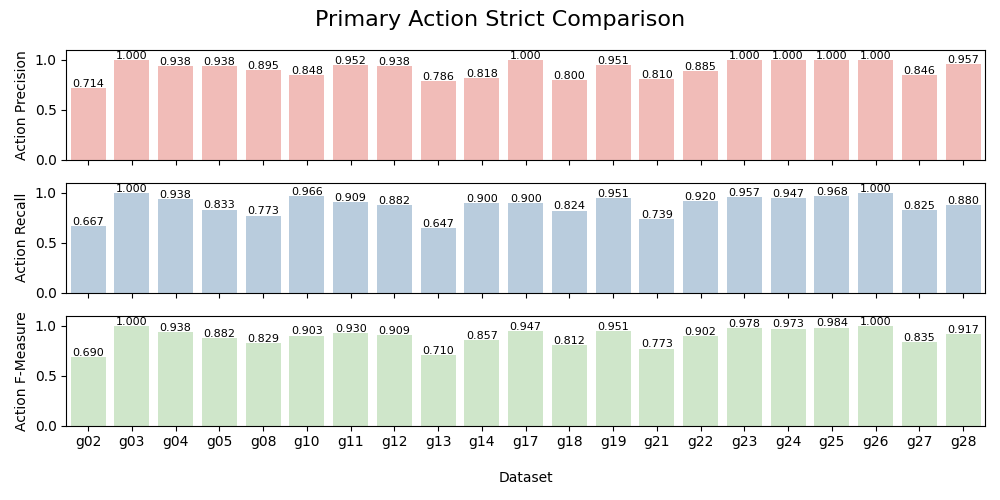 Primary Action Strict Comparison
Action Precision
1.0
0.5
0.0
0.714 1.000 0.938 0.938 0.895 0.848 0.952 0.938 0.786 0.818 1.000 0.800 0.951 0.810 0.885 1.000 1.000 1.000 1.000 0.846 0.957
Action Recall
1.0
0.5
0.0
0.667 1.000 0.938 0.833 0.773 0.966 0.909 0.882 0.647 0.900 0.900 0.824 0.951 0.739 0.920 0.957 0.947 0.968 1.000 0.825 0.880
Action F-Measure
1.0
0.5
0.0
0.690 1.000 0.938 0.882 0.829 0.903 0.930 0.909 0.710 0.857 0.947 0.812 0.951 0.773 0.902 0.978 0.973 0.984 1.000 0.835 0.917
g02 g03 g04 g05 g08 g10 g11 g12 g13 g14 g17 g18 g19 g21 g22 g23 g24 g25 g26 g27 g28
Dataset